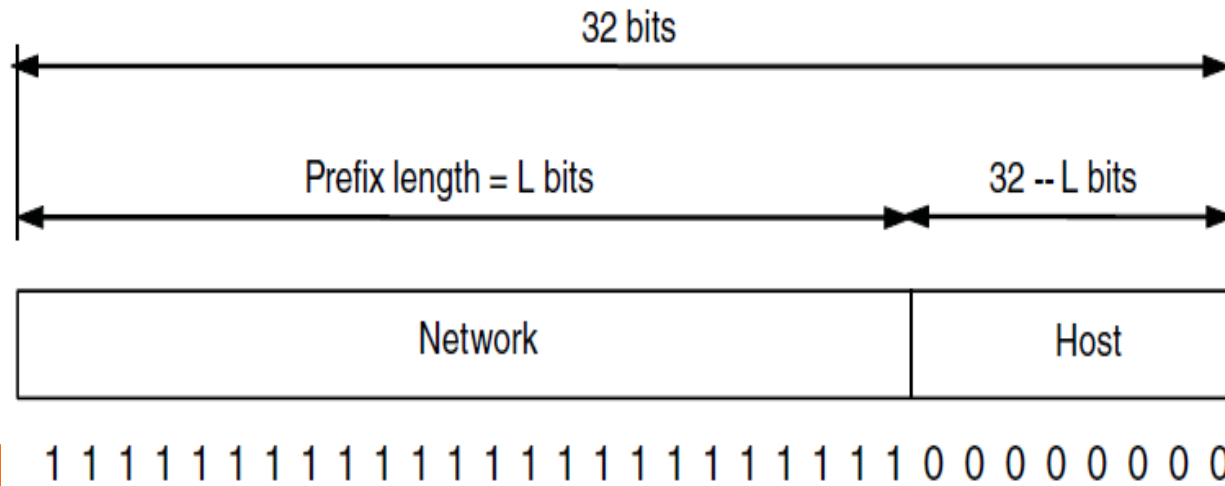 32 bits
Prefix length = L bits 32 -- L bits
Network Host
1 1 1 1 1 1 1 1 1 1 1 1 1 1 1 1 1 1 1 1 1 1 1 1 0 0 0 0 0 0 0 0